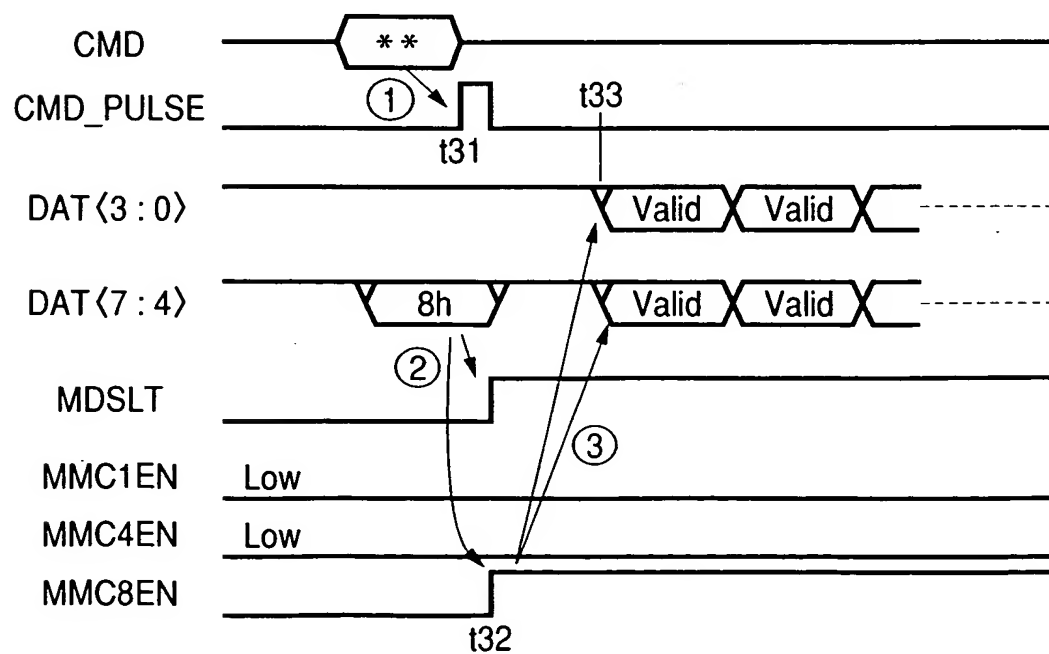 CMD * *
CMD_PULSE ① t33
t31
DAT〈3 : 0〉 Valid Valid
DAT〈7 : 4〉 8h Valid Valid
②
MDSLT
③
MMC1EN Low
MMC4EN Low
MMC8EN
t32